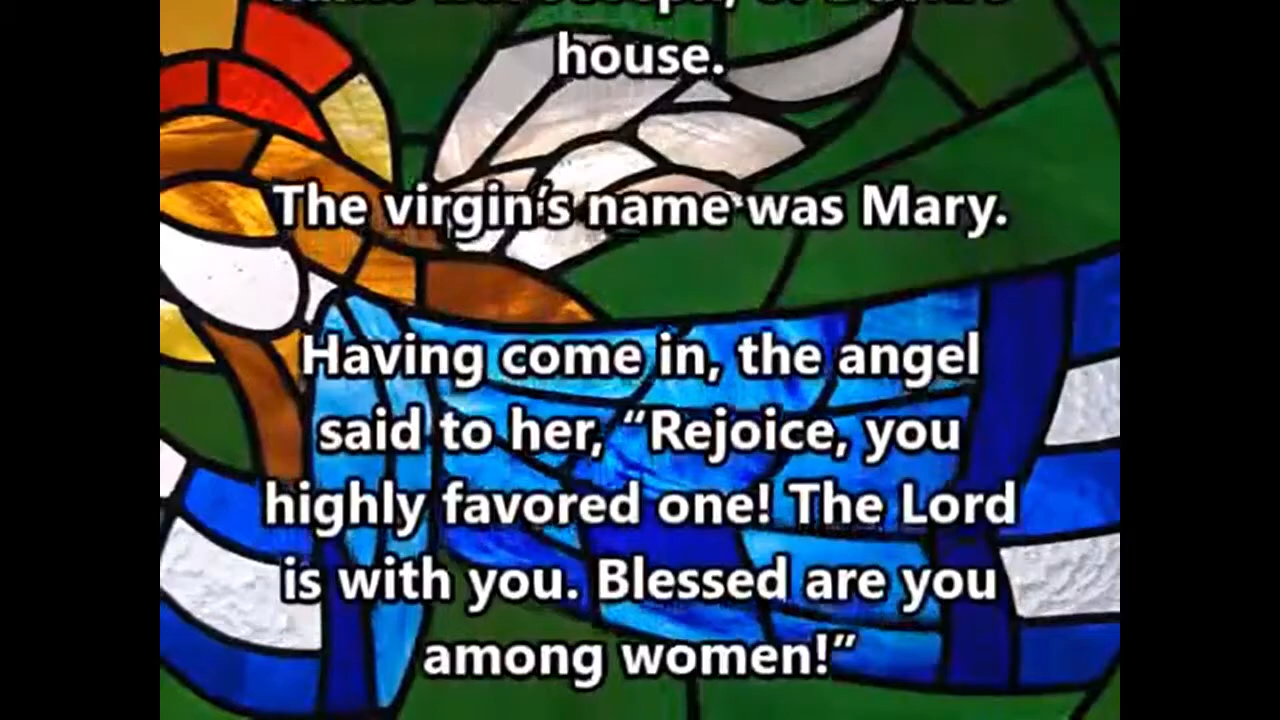 house.
The virgin's name was Mary.
Having come in, the angel
said to her, “Rejoice, you
highly favored one! The Lord
is with you. Blessed are you
among women!”